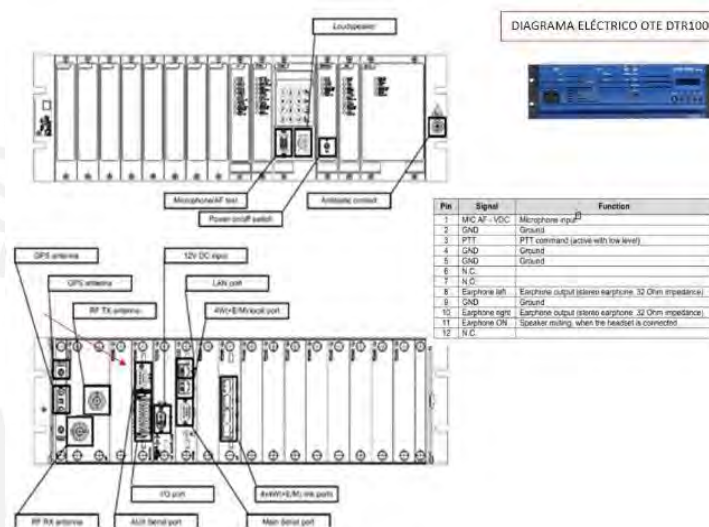 Loudspeaker
DIAGRAMA ELÉCTRICO OTE DTR100
Microphone/AF test
Antistatic contact
Power on/off switch
Pin Signal Function
1 MIC AF - VDC Microphone input
2 GND Ground
3 PTT PTT command (active with low level)
4 GND Ground
5 GND Ground
6 N.C.
7 N.C.
8 Earphone left Earphone output (stereo earphone, 32 Ohm impedance)
9 GND Ground
10 Earphone right Earphone output (stereo earphone, 32 Ohm impedance)
11 Earphone ON Speaker muting, when the headset is connected
12 N.C.
GPS antenna
12V DC input
GPS antenna
LAN port
RF TX antenna
4W(+E/M) local port
I/O port
4x4W(+E/M) link ports
RF RX antenna
AUX Serial port
Main Serial port